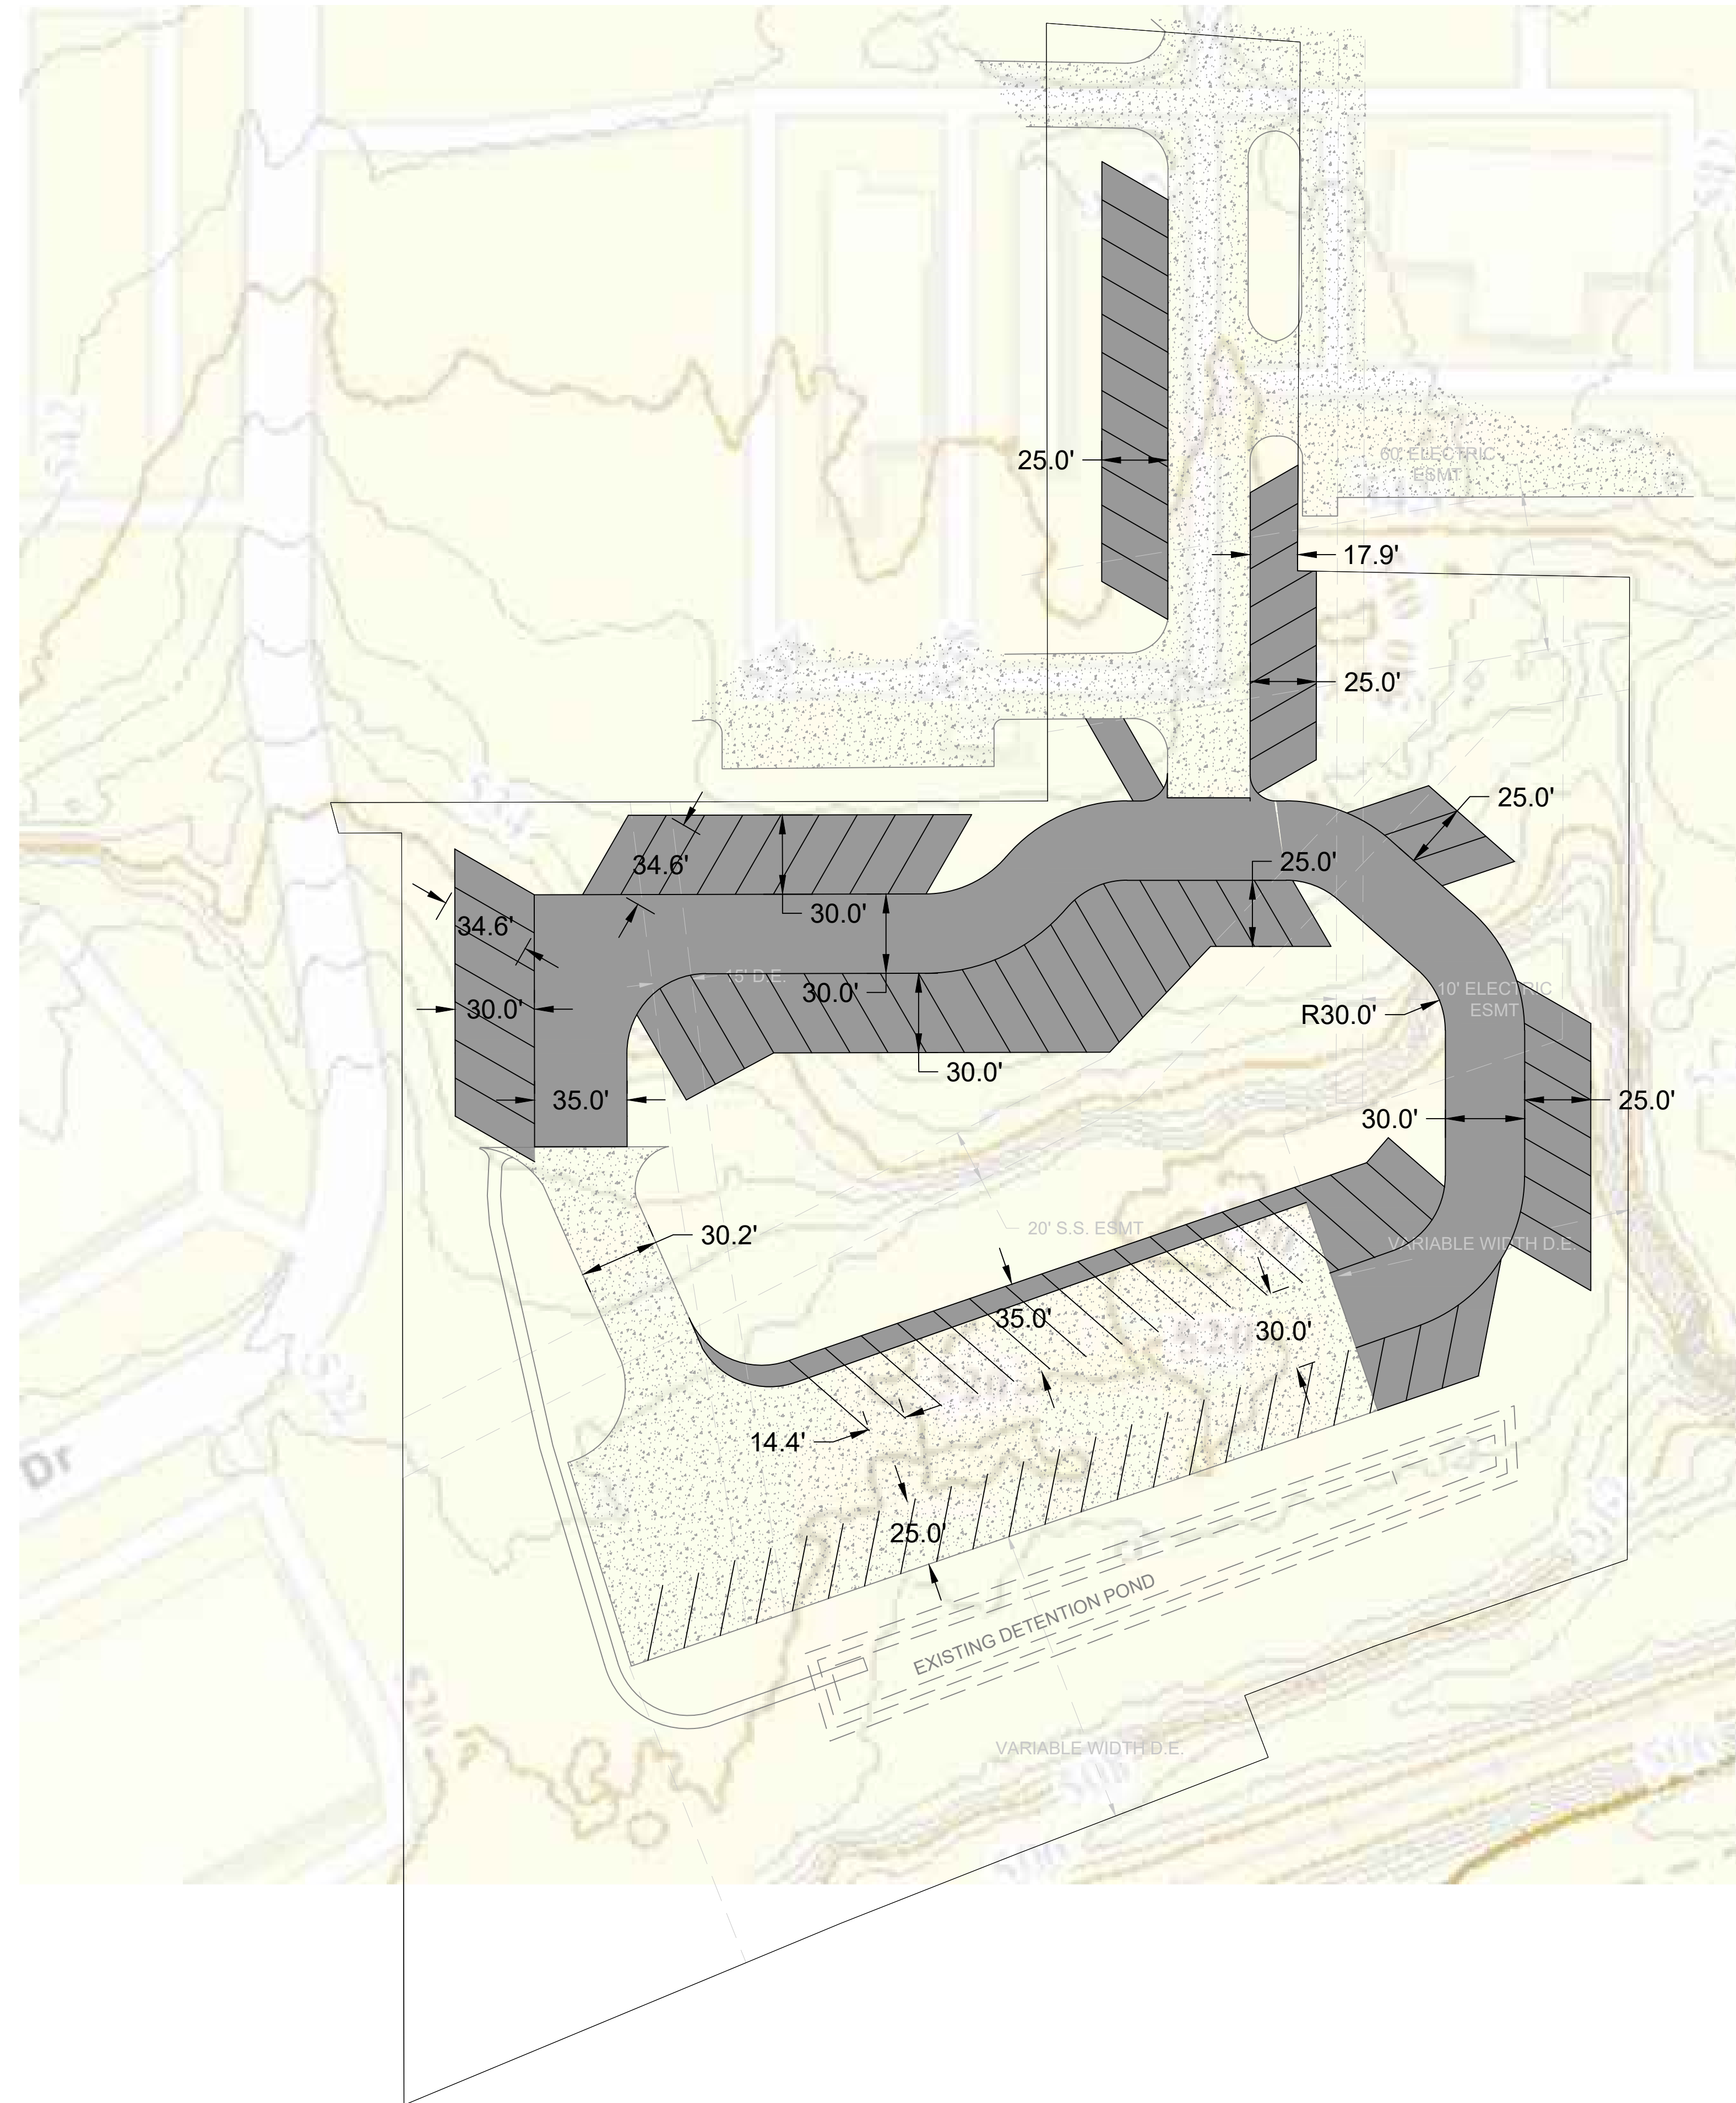 512
25.0'
60' ELECTRIC
ESMT
17.9'
25.0'
25.0'
34.6'
25.0'
30.0'
34.6'
15' D.E.
30.0'
10' ELECTRIC
ESMT
30.0'
R30.0'
30.0'
35.0'
25.0'
30.0'
20' S.S. ESMT
30.2'
VARIABLE WIDTH D.E.
35.0'
30.0'
14.4'
Dr
25.0'
EXISTING DETENTION POND
VARIABLE WIDTH D.E.